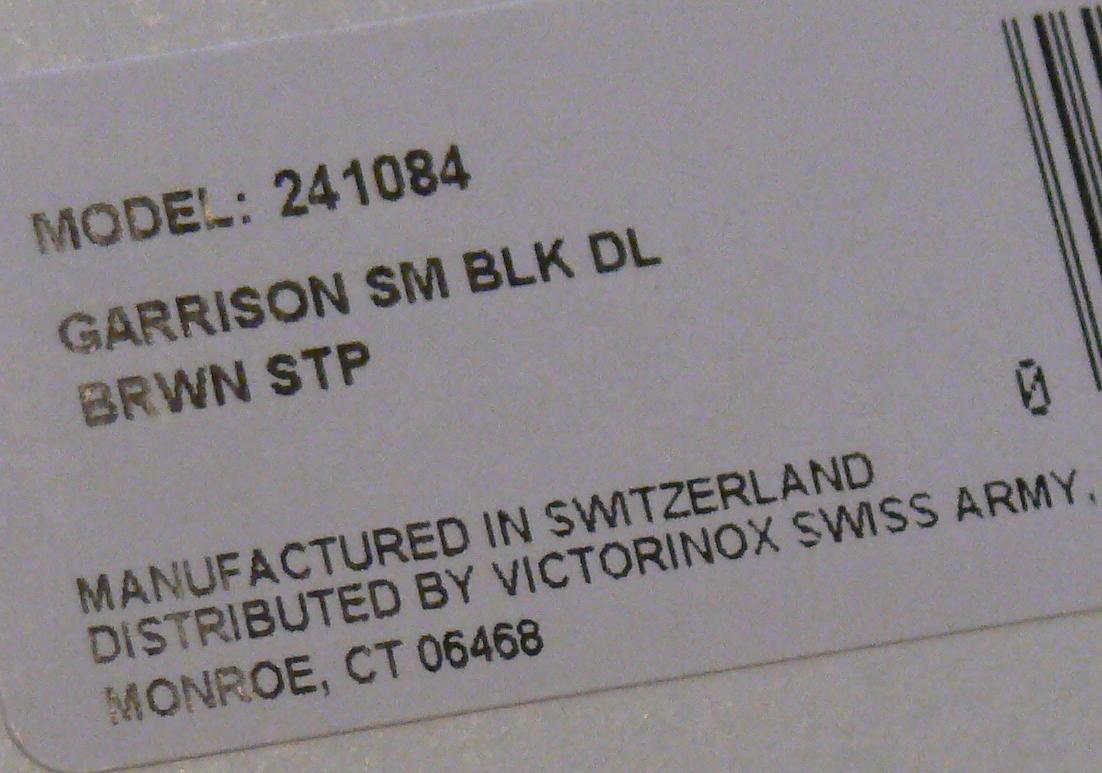 MODEL: 241084
GARRISON SM BLK DL
BRWN STP
0
MANUFACTURED IN SWITZERLAND
DISTRIBUTED BY VICTORINOX SWISS ARMY,
MONROE, CT 06468